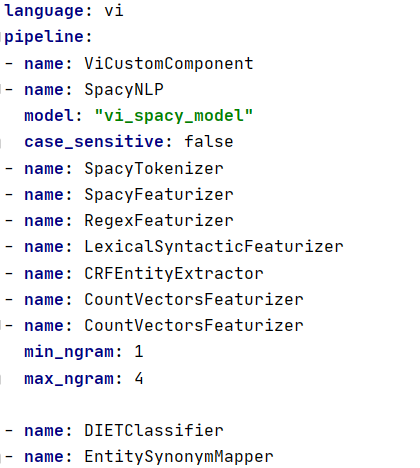 language: vi
pipeline:
- name: ViCustomComponent
- name: SpacyNLP
  model: "vi_spacy_model"
  case_sensitive: false
- name: SpacyTokenizer
- name: SpacyFeaturizer
- name: RegexFeaturizer
- name: LexicalSyntacticFeaturizer
- name: CRFEntityExtractor
- name: CountVectorsFeaturizer
- name: CountVectorsFeaturizer
  min_ngram: 1
  max_ngram: 4
- name: DIETClassifier
- name: EntitySynonymMapper